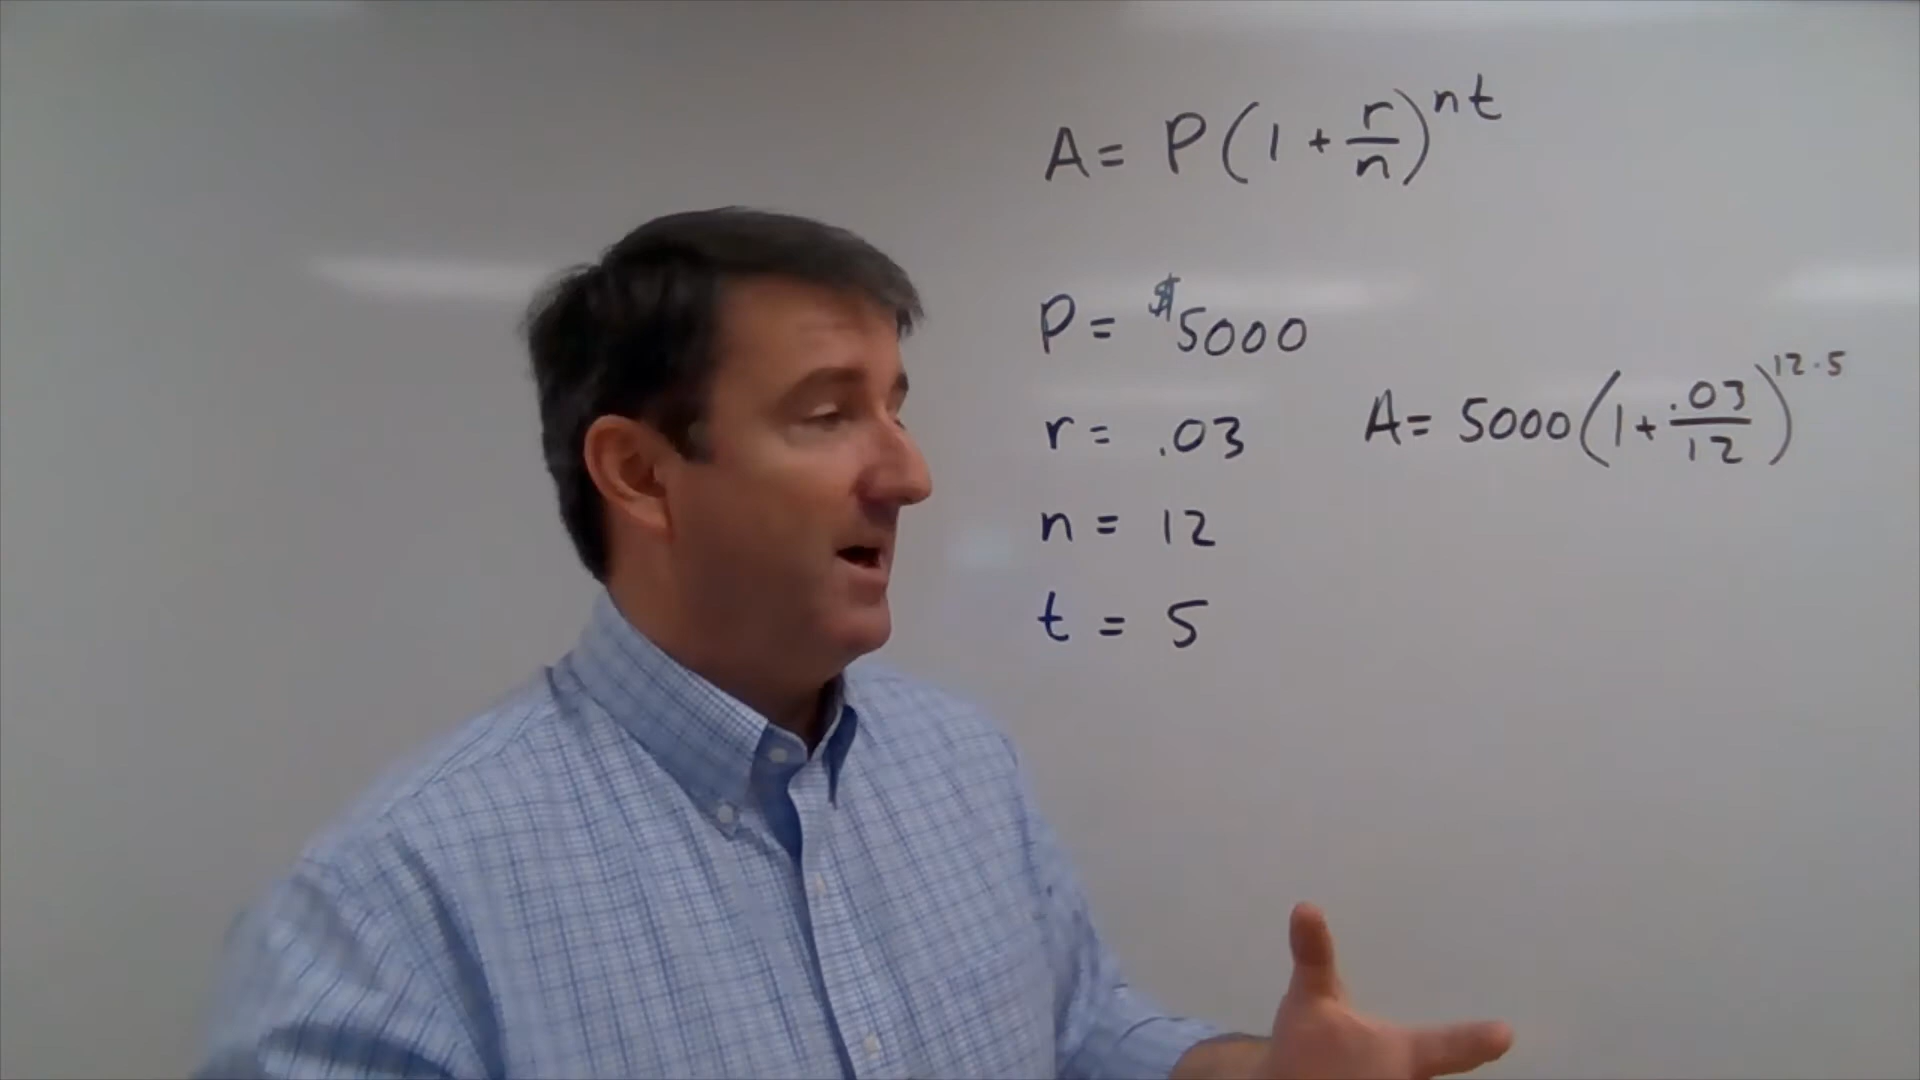 A = P(1 + r/n)^nt
P = $5000
r = .03
A = 5000(1 + .03/12)^12·5
n = 12
t = 5